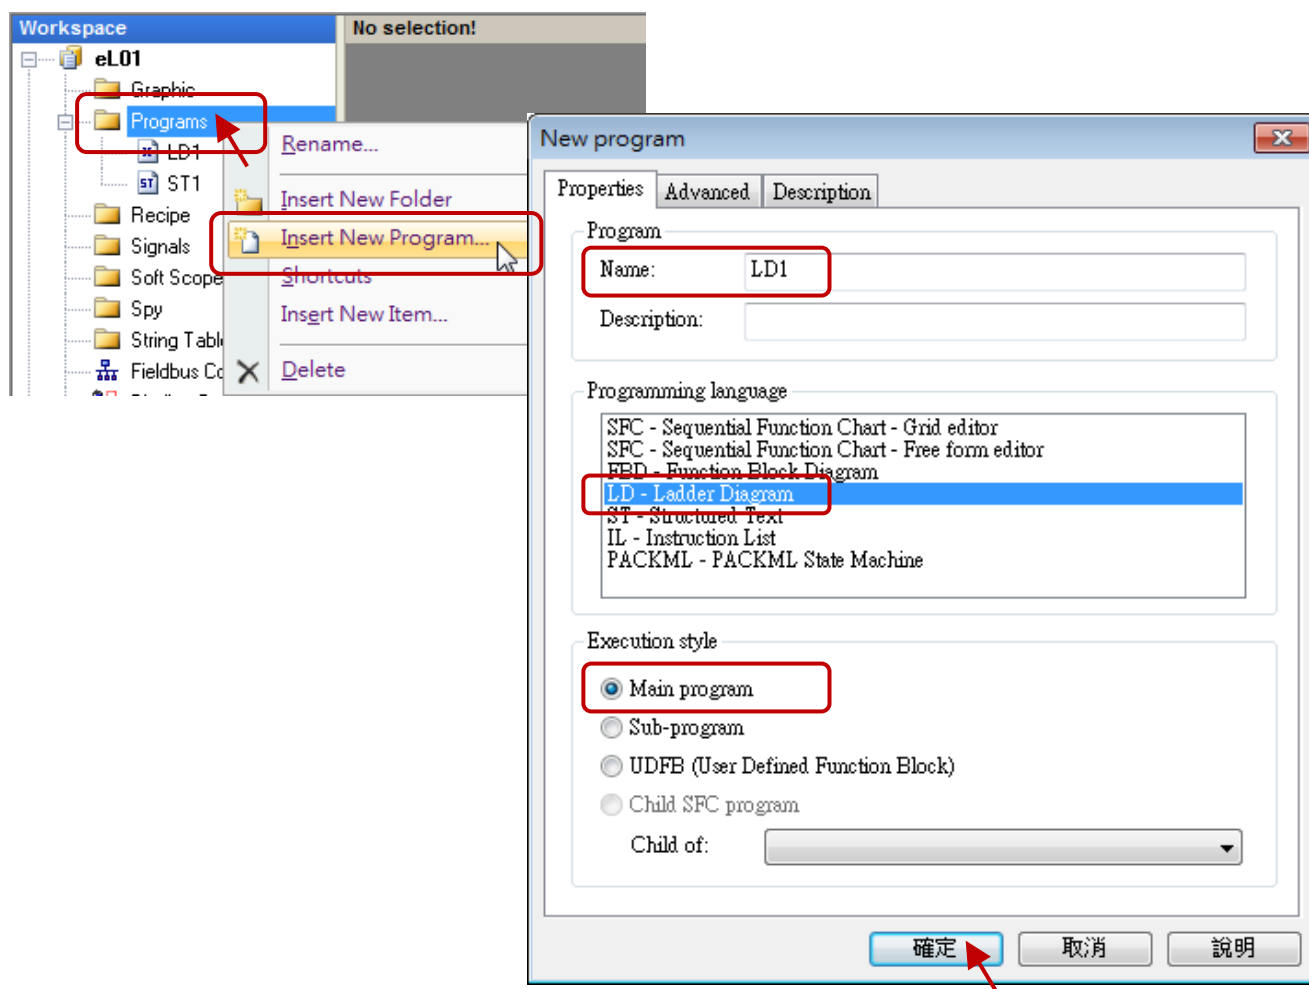 Workspace
No selection!
eL01
Graphic
Programs
LD1
ST1
Recipe
Signals
Soft Scope
Spy
String Table
Fieldbus Co
Rename...
Insert New Folder
Insert New Program...
Shortcuts
Insert New Item...
Delete
New program
Properties
Advanced
Description
Program
Name:
LD1
Description:
Programming language
SFC - Sequential Function Chart - Grid editor
SFC - Sequential Function Chart - Free form editor
FBD - Function Block Diagram
LD - Ladder Diagram
ST - Structured Text
IL - Instruction List
PACKML - PACKML State Machine
Execution style
Main program
Sub-program
UDFB (User Defined Function Block)
Child SFC program
Child of:
確定
取消
說明